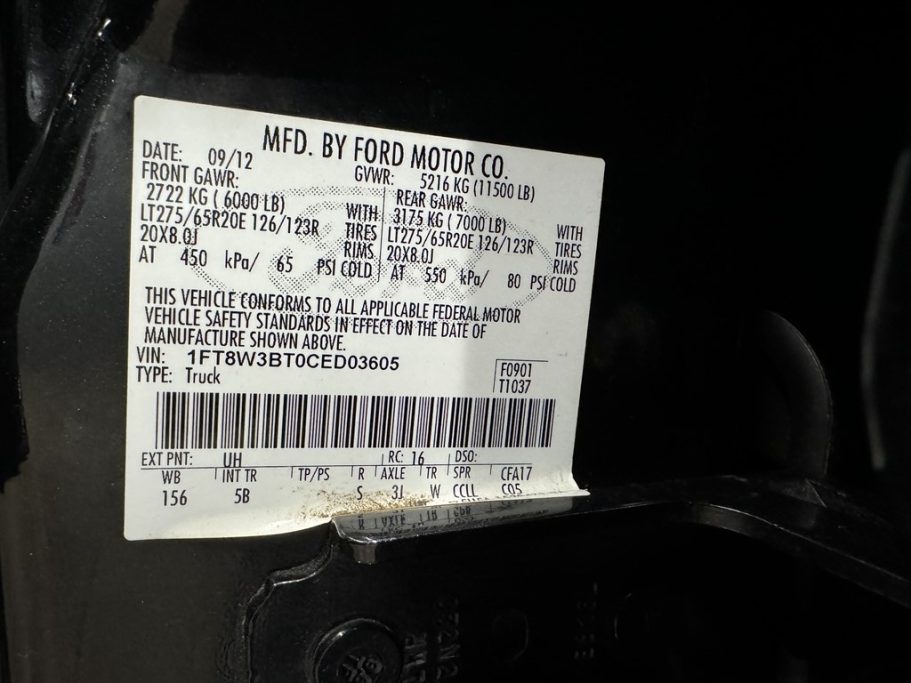 MFD. BY FORD MOTOR CO.
DATE: 09/12 GVWR: 5216 KG (11500 LB)
FRONT GAWR: REAR GAWR:
2722 KG ( 6000 LB) WITH 3175 KG ( 7000 LB) WITH
LT275/65R20E 126/123R TIRES LT275/65R20E 126/123R TIRES
20X8.0J RIMS 20X8.0J RIMS
AT 450 kPa/ 65 PSI COLD AT 550 kPa/ 80 PSI COLD
THIS VEHICLE CONFORMS TO ALL APPLICABLE FEDERAL MOTOR
VEHICLE SAFETY STANDARDS IN EFFECT ON THE DATE OF
MANUFACTURE SHOWN ABOVE.
VIN: 1FT8W3BT0CED03605
TYPE: Truck
F0901
T1037
EXT PNT: UH RC: 16 DSO:
WB INT TR TP/PS R AXLE TR SPR CFA17
156 5B S 3J W CCLL C05